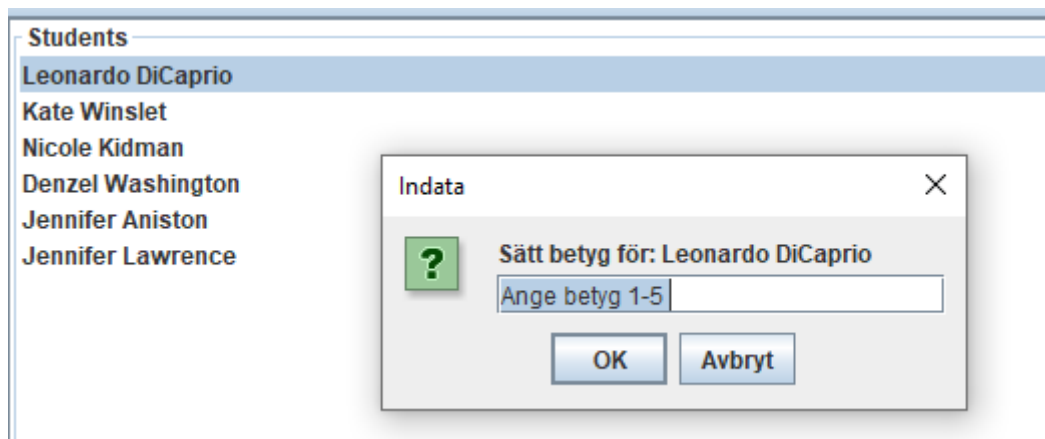 Students
Leonardo DiCaprio
Kate Winslet
Nicole Kidman
Denzel Washington
Jennifer Aniston
Jennifer Lawrence
Indata
Sätt betyg för: Leonardo DiCaprio
Ange betyg 1-5
OK
Avbryt